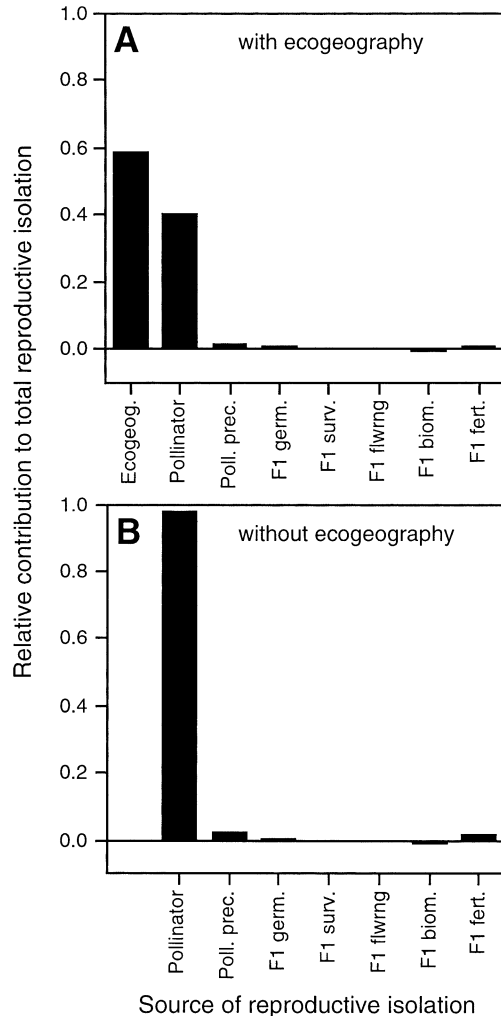 Relative contribution to total reproductive isolation
A
with ecogeography
1.0
0.8
0.6
0.4
0.2
0.0
Ecogeog.
Pollinator
Poll. prec.
F1 germ.
F1 surv.
F1 flwrng
F1 biom.
F1 fert.
B
without ecogeography
1.0
0.8
0.6
0.4
0.2
0.0
Pollinator
Poll. prec.
F1 germ.
F1 surv.
F1 flwrng
F1 biom.
F1 fert.
Source of reproductive isolation